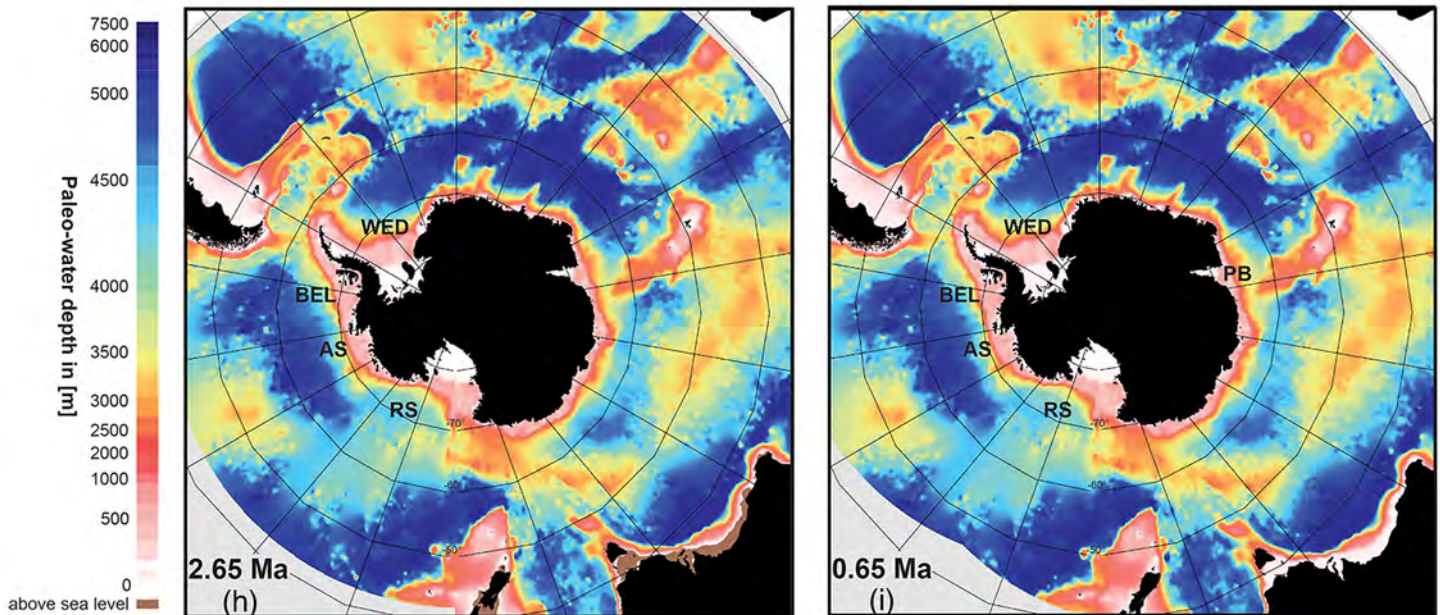 7500
6000
5000
4500
4000
3500
3000
2500
2000
1000
500
0
above sea level
Paleo-water depth in [m]
WED
BEL
AS
RS
-70°
-60°
-50°
2.65 Ma
(h)
WED
PB
BEL
AS
RS
-70°
-60°
-50°
0.65 Ma
(i)